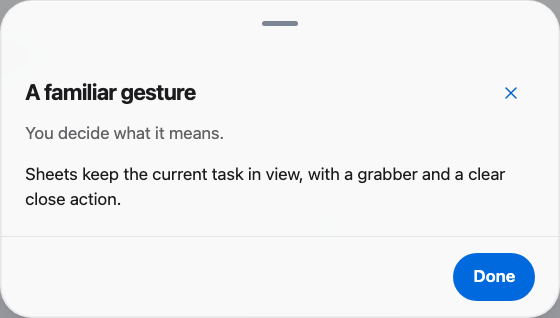 A familiar gesture
You decide what it means.
Sheets keep the current task in view, with a grabber and a clear
close action.
Done